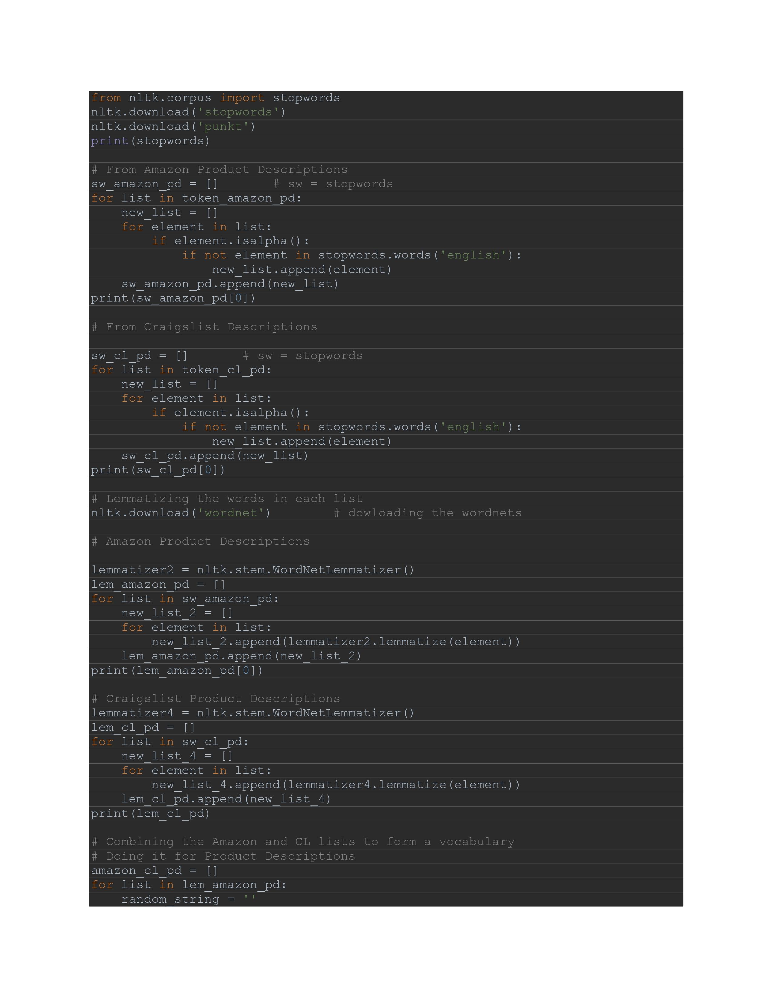 from nltk.corpus import stopwords
nltk.download('stopwords')
nltk.download('punkt')
print(stopwords)

# From Amazon Product Descriptions
sw_amazon_pd = []       # sw = stopwords
for list in token_amazon_pd:
    new_list = []
    for element in list:
        if element.isalpha():
            if not element in stopwords.words('english'):
                new_list.append(element)
    sw_amazon_pd.append(new_list)
print(sw_amazon_pd[0])

# From Craigslist Descriptions

sw_cl_pd = []       # sw = stopwords
for list in token_cl_pd:
    new_list = []
    for element in list:
        if element.isalpha():
            if not element in stopwords.words('english'):
                new_list.append(element)
    sw_cl_pd.append(new_list)
print(sw_cl_pd[0])

# Lemmatizing the words in each list
nltk.download('wordnet')        # dowloading the wordnets

# Amazon Product Descriptions

lemmatizer2 = nltk.stem.WordNetLemmatizer()
lem_amazon_pd = []
for list in sw_amazon_pd:
    new_list_2 = []
    for element in list:
        new_list_2.append(lemmatizer2.lemmatize(element))
    lem_amazon_pd.append(new_list_2)
print(lem_amazon_pd[0])

# Craigslist Product Descriptions
lemmatizer4 = nltk.stem.WordNetLemmatizer()
lem_cl_pd = []
for list in sw_cl_pd:
    new_list_4 = []
    for element in list:
        new_list_4.append(lemmatizer4.lemmatize(element))
    lem_cl_pd.append(new_list_4)
print(lem_cl_pd)

# Combining the Amazon and CL lists to form a vocabulary
# Doing it for Product Descriptions
amazon_cl_pd = []
for list in lem_amazon_pd:
    random_string = ''